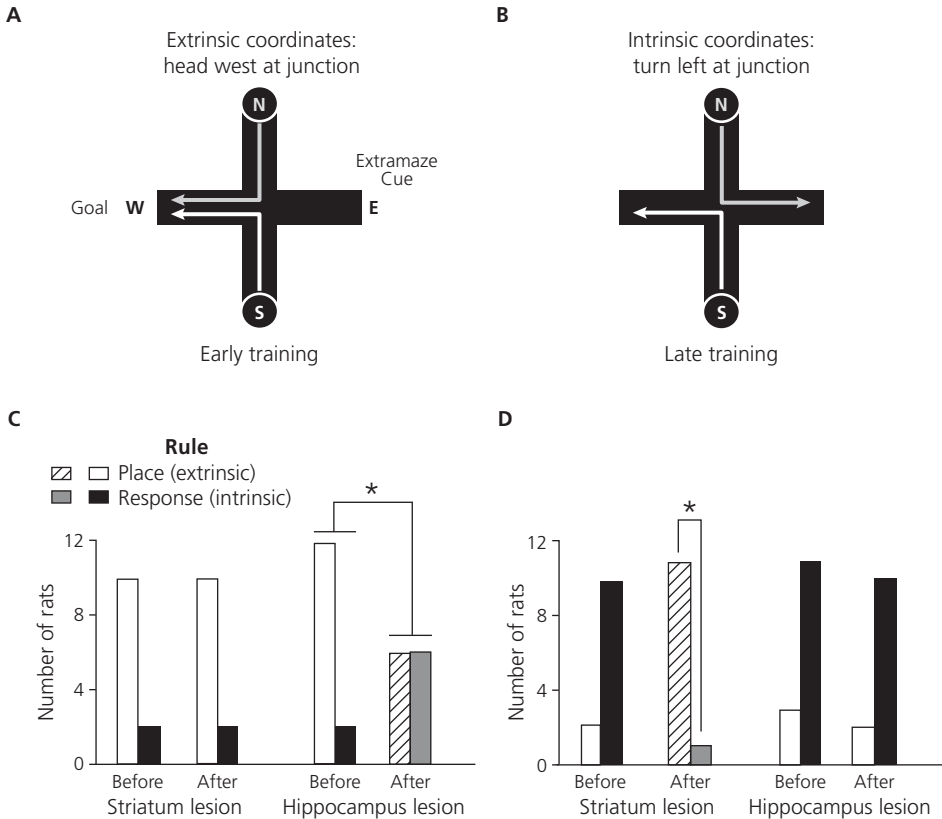 A
Extrinsic coordinates:
head west at junction
N
Extramaze
Cue
Goal W
E
S
Early training
B
Intrinsic coordinates:
turn left at junction
N
S
Late training
C
Rule
Place (extrinsic)
Response (intrinsic)
*
12
8
4
0
Number of rats
Before After Before After
Striatum lesion Hippocampus lesion
D
*
12
8
4
0
Number of rats
Before After Before After
Striatum lesion Hippocampus lesion